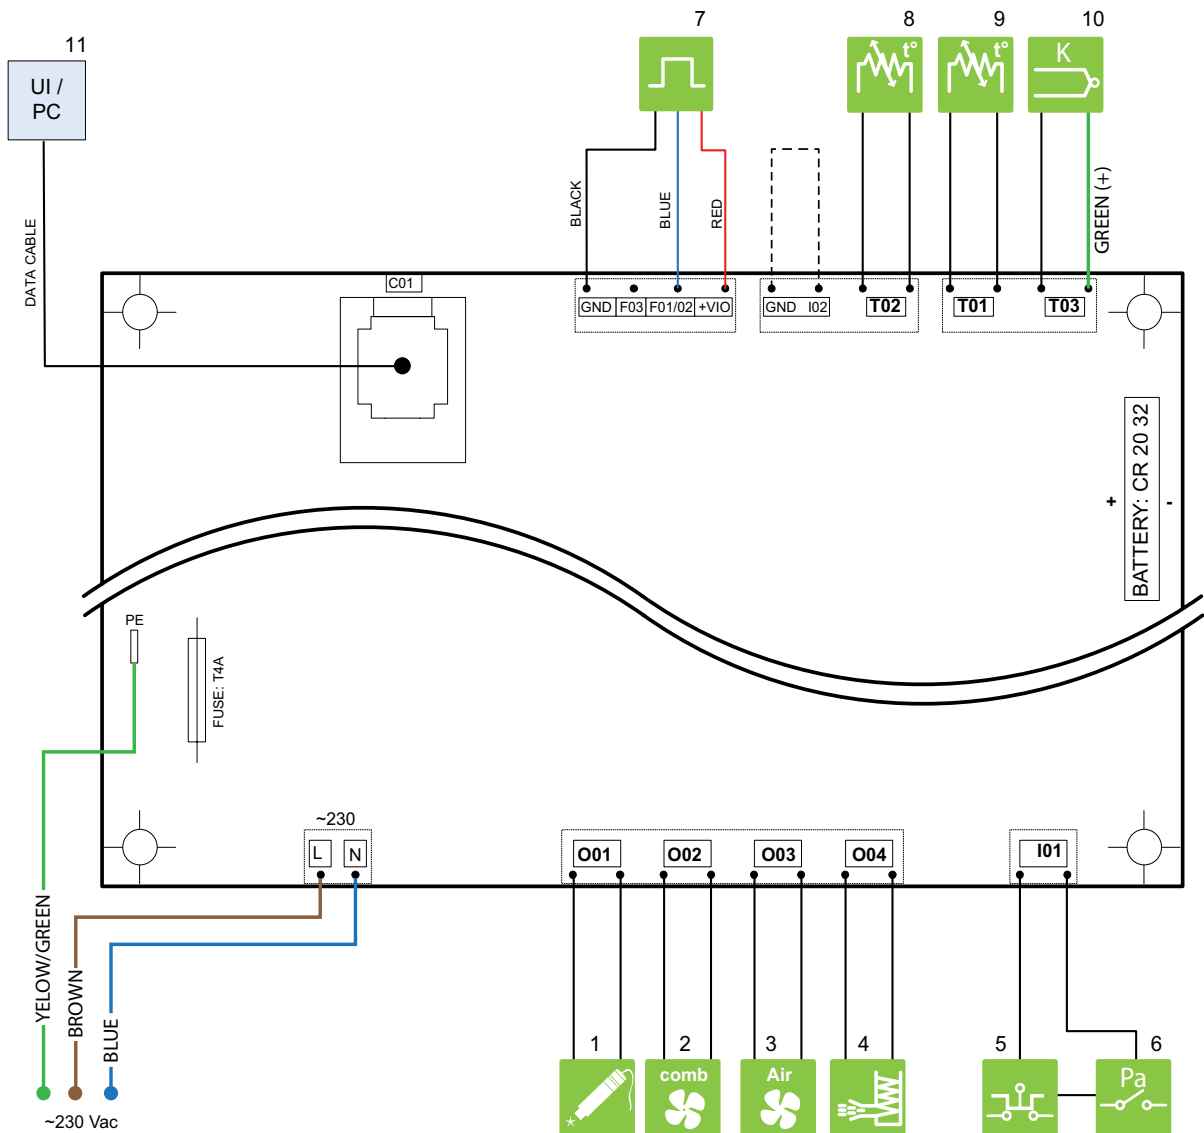 7
8
9
10
11
UI /
PC
t°
t°
K
BLACK
BLUE
RED
GREEN (+)
DATA CABLE
C01
GND F03 F01/02 +VIO
GND I02
T02
T01
T03
BATTERY: CR 20 32
+
-
PE
FUSE: T4A
~230
L
N
O01
O02
O03
O04
I01
YELOW/GREEN
BROWN
BLUE
1
2
3
4
5
6
comb
Air
Pa
~230 Vac